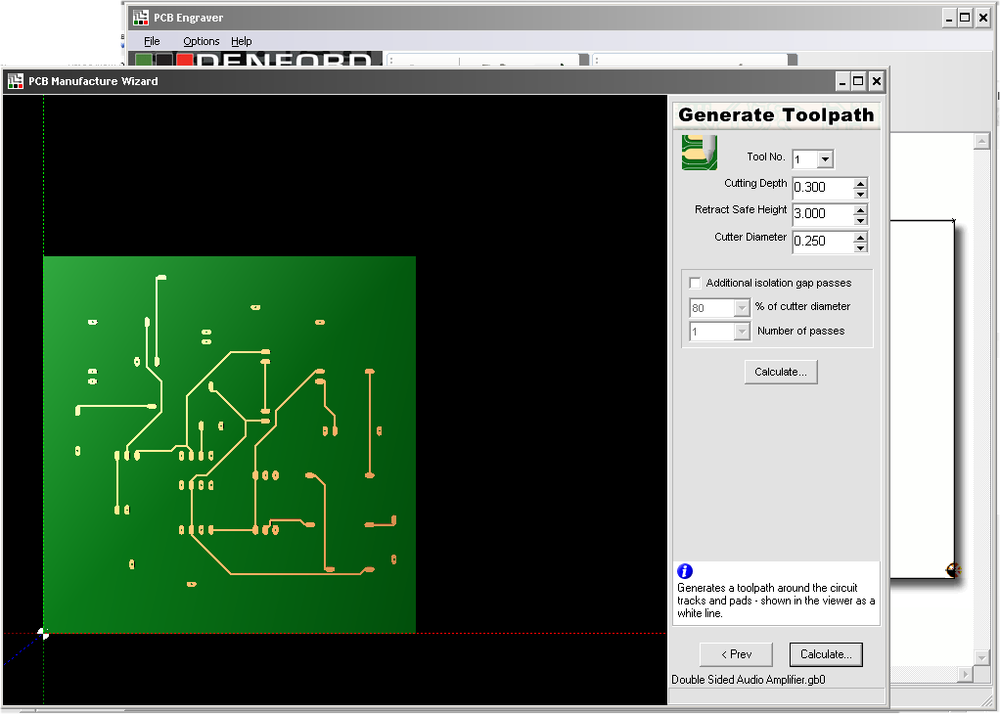 PCB Engraver
File Options Help
DENFORD
PCB Manufacture Wizard
Generate Toolpath
Tool No. 1
Cutting Depth 0.300
Retract Safe Height 3.000
Cutter Diameter 0.250
Additional isolation gap passes
80 % of cutter diameter
1 Number of passes
Calculate...
Generates a toolpath around the circuit
tracks and pads - shown in the viewer as a
white line.
< Prev Calculate...
Double Sided Audio Amplifier.gb0